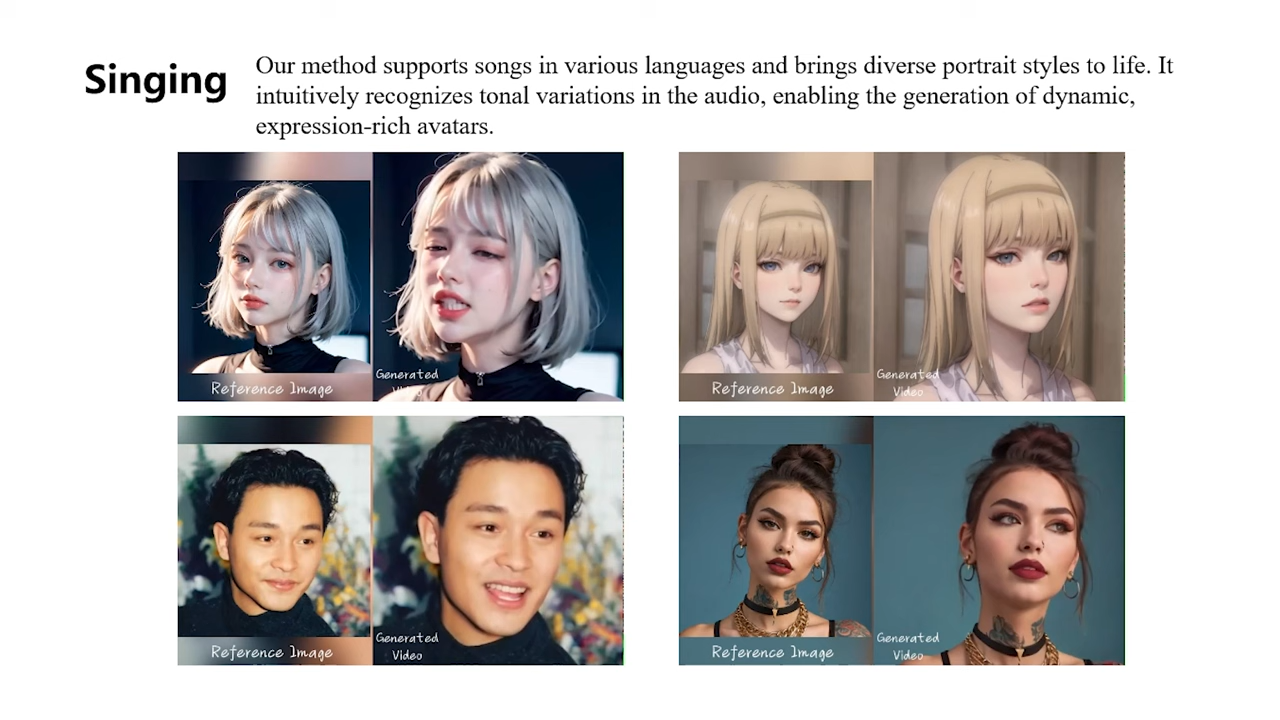 Singing
Our method supports songs in various languages and brings diverse portrait styles to life. It
intuitively recognizes tonal variations in the audio, enabling the generation of dynamic,
expression-rich avatars.
Reference Image
Generated
Reference Image
Generated
Video
Reference Image
Generated
Video
Reference Image
Generated
Video